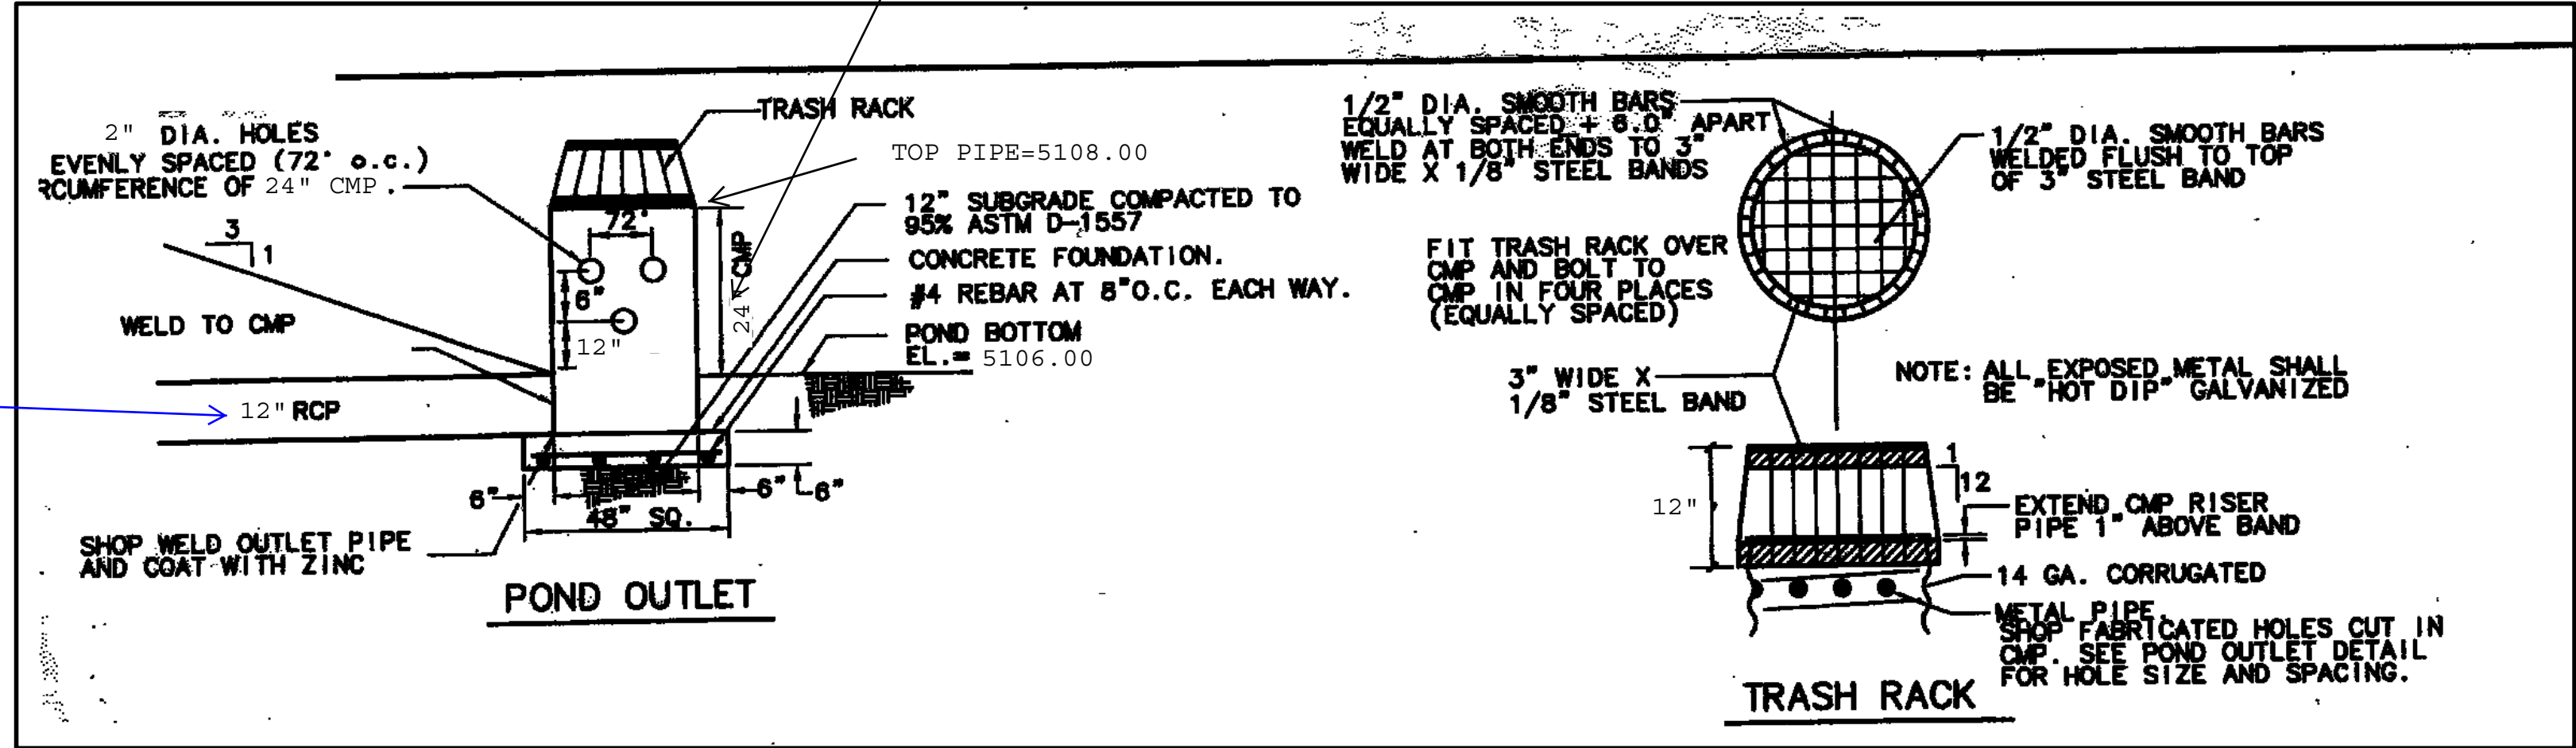 2" DIA. HOLES
EVENLY SPACED (72° o.c.)
RCUMFERENCE OF 24" CMP.
TRASH RACK
TOP PIPE=5108.00
12" SUBGRADE COMPACTED TO
95% ASTM D-1557
CONCRETE FOUNDATION.
#4 REBAR AT 8"O.C. EACH WAY.
POND BOTTOM
EL.= 5106.00
3
1
72°
6"
12"
24" CMP
WELD TO CMP
12" RCP
6"
6"
6"
48" SQ.
SHOP WELD OUTLET PIPE
AND COAT WITH ZINC
POND OUTLET
1/2" DIA. SMOOTH BARS
EQUALLY SPACED + 6.0" APART
WELD AT BOTH ENDS TO 3"
WIDE X 1/8" STEEL BANDS
1/2" DIA. SMOOTH BARS
WELDED FLUSH TO TOP
OF 3" STEEL BAND
FIT TRASH RACK OVER
CMP AND BOLT TO
CMP IN FOUR PLACES
(EQUALLY SPACED)
3" WIDE X
1/8" STEEL BAND
NOTE: ALL EXPOSED METAL SHALL
BE "HOT DIP" GALVANIZED
12"
1
12
EXTEND CMP RISER
PIPE 1" ABOVE BAND
14 GA. CORRUGATED
METAL PIPE.
SHOP FABRICATED HOLES CUT IN
CMP. SEE POND OUTLET DETAIL
FOR HOLE SIZE AND SPACING.
TRASH RACK